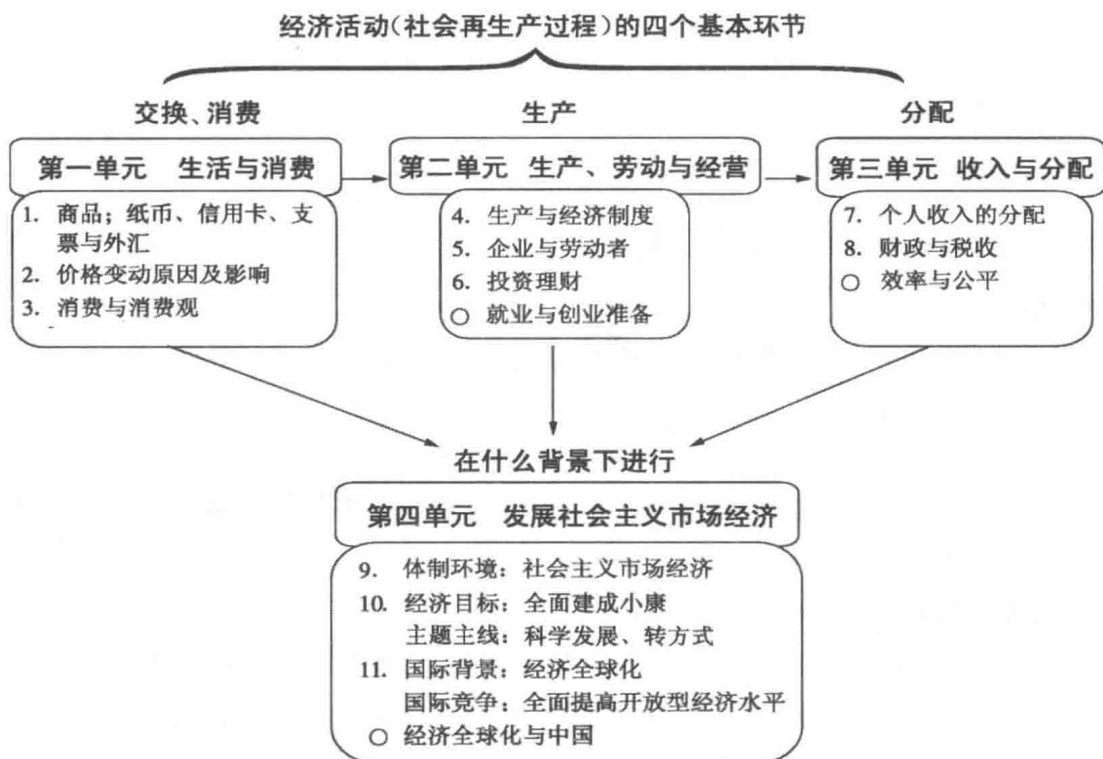 经济活动(社会再生产过程)的四个基本环节
交换、消费
第一单元 生活与消费
1. 商品；纸币、信用卡、支
票与外汇
2. 价格变动原因及影响
3. 消费与消费观
生产
第二单元 生产、劳动与经营
4. 生产与经济制度
5. 企业与劳动者
6. 投资理财
○ 就业与创业准备
分配
第三单元 收入与分配
7. 个人收入的分配
8. 财政与税收
○ 效率与公平
在什么背景下进行
第四单元 发展社会主义市场经济
9. 体制环境：社会主义市场经济
10. 经济目标：全面建成小康
主题主线：科学发展、转方式
11. 国际背景：经济全球化
国际竞争：全面提高开放型经济水平
○ 经济全球化与中国